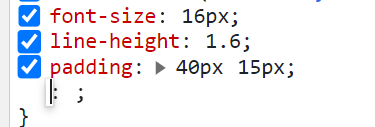 font-size: 16px;
line-height: 1.6;
padding: 40px 15px;
: ;
}